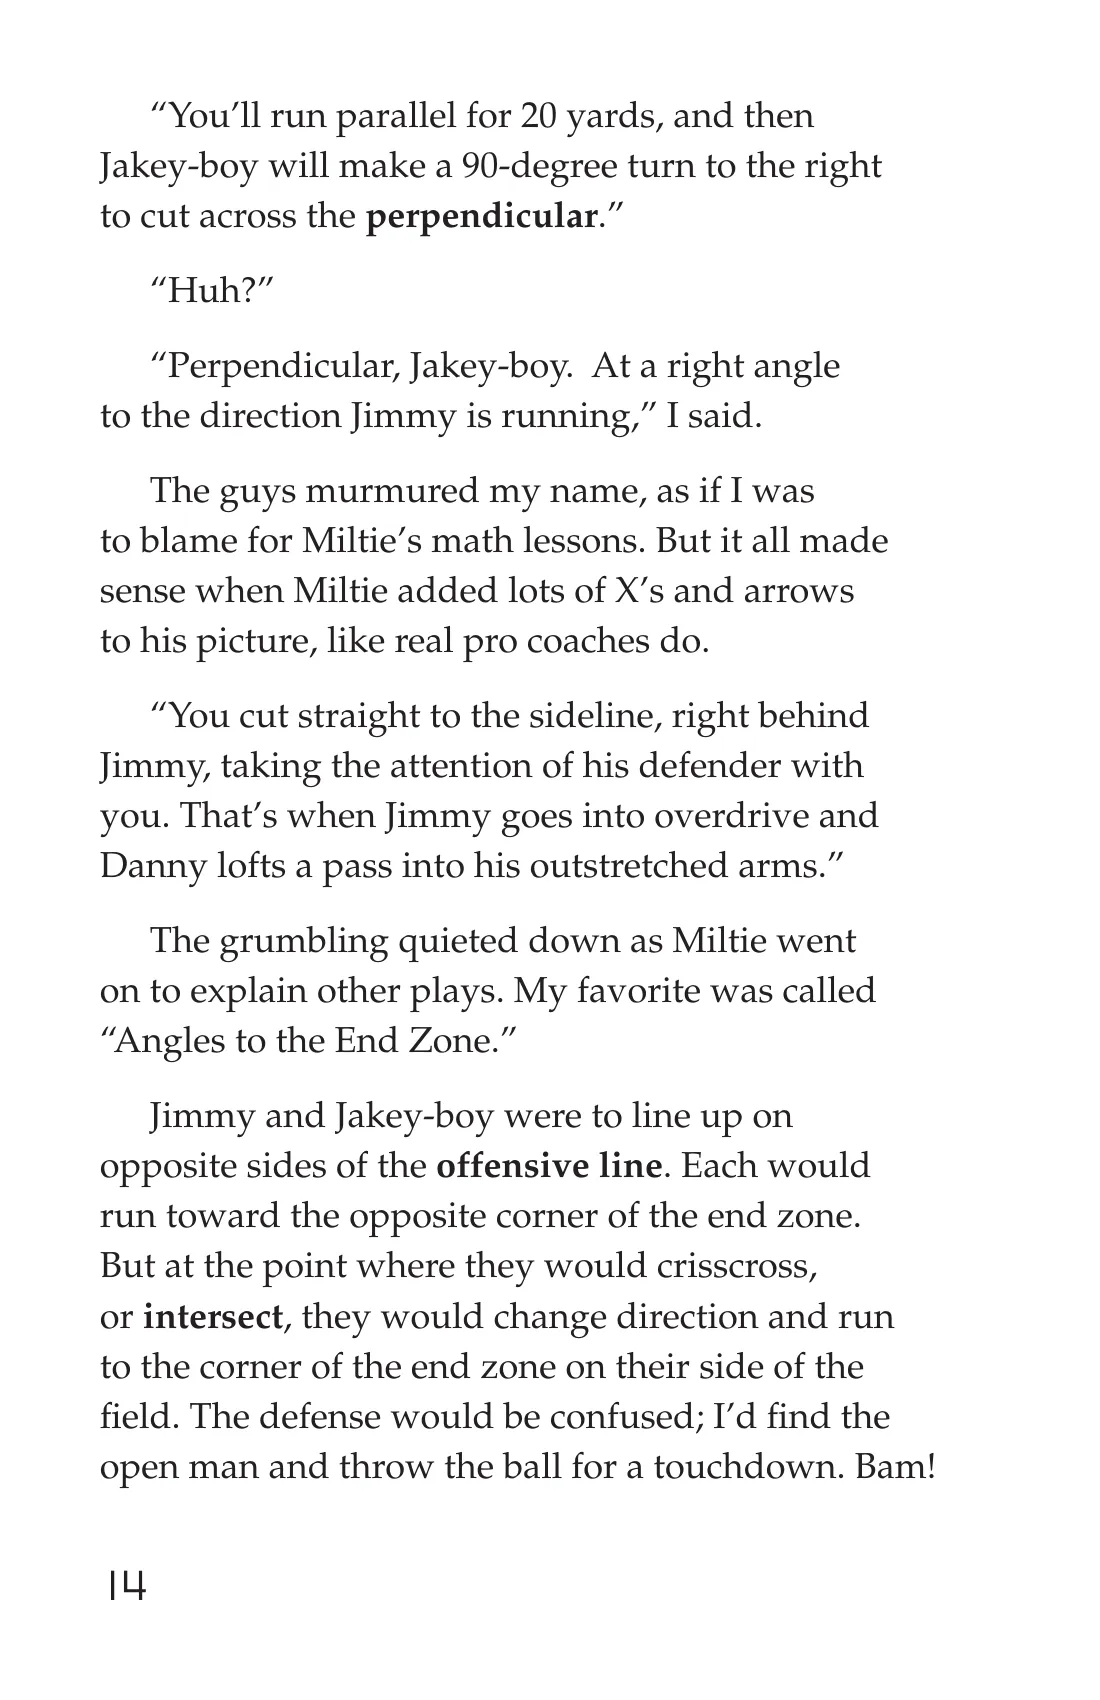 “You’ll run parallel for 20 yards, and then
Jakey-boy will make a 90-degree turn to the right
to cut across the perpendicular.”
“Huh?”
“Perpendicular, Jakey-boy.  At a right angle
to the direction Jimmy is running,” I said.
The guys murmured my name, as if I was
to blame for Miltie’s math lessons. But it all made
sense when Miltie added lots of X’s and arrows
to his picture, like real pro coaches do.
“You cut straight to the sideline, right behind
Jimmy, taking the attention of his defender with
you. That’s when Jimmy goes into overdrive and
Danny lofts a pass into his outstretched arms.”
The grumbling quieted down as Miltie went
on to explain other plays. My favorite was called
“Angles to the End Zone.”
Jimmy and Jakey-boy were to line up on
opposite sides of the offensive line. Each would
run toward the opposite corner of the end zone.
But at the point where they would crisscross,
or intersect, they would change direction and run
to the corner of the end zone on their side of the
field. The defense would be confused; I’d find the
open man and throw the ball for a touchdown. Bam!
14